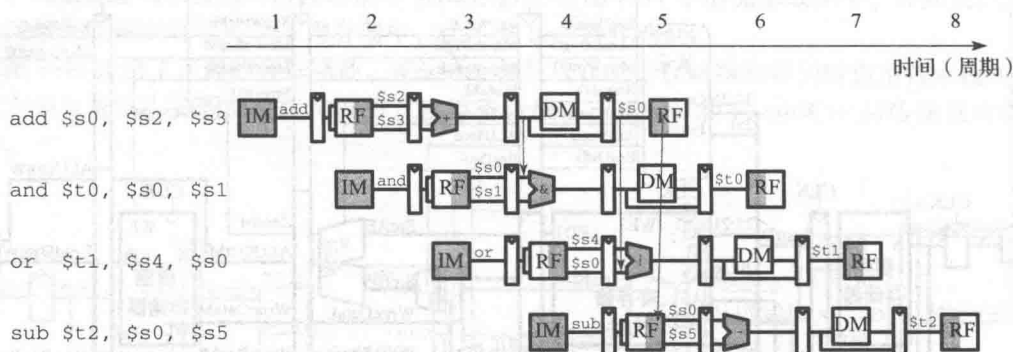 1 2 3 4 5 6 7 8
时间（周期）
add $s0, $s2, $s3
IM add RF $s2 $s3 + DM $s0 RF
and $t0, $s0, $s1
IM and RF $s0 $s1 & DM $t0 RF
or $t1, $s4, $s0
IM or RF $s4 $s0 | DM $t1 RF
sub $t2, $s0, $s5
IM sub RF $s0 $s5 - DM $t2 RF